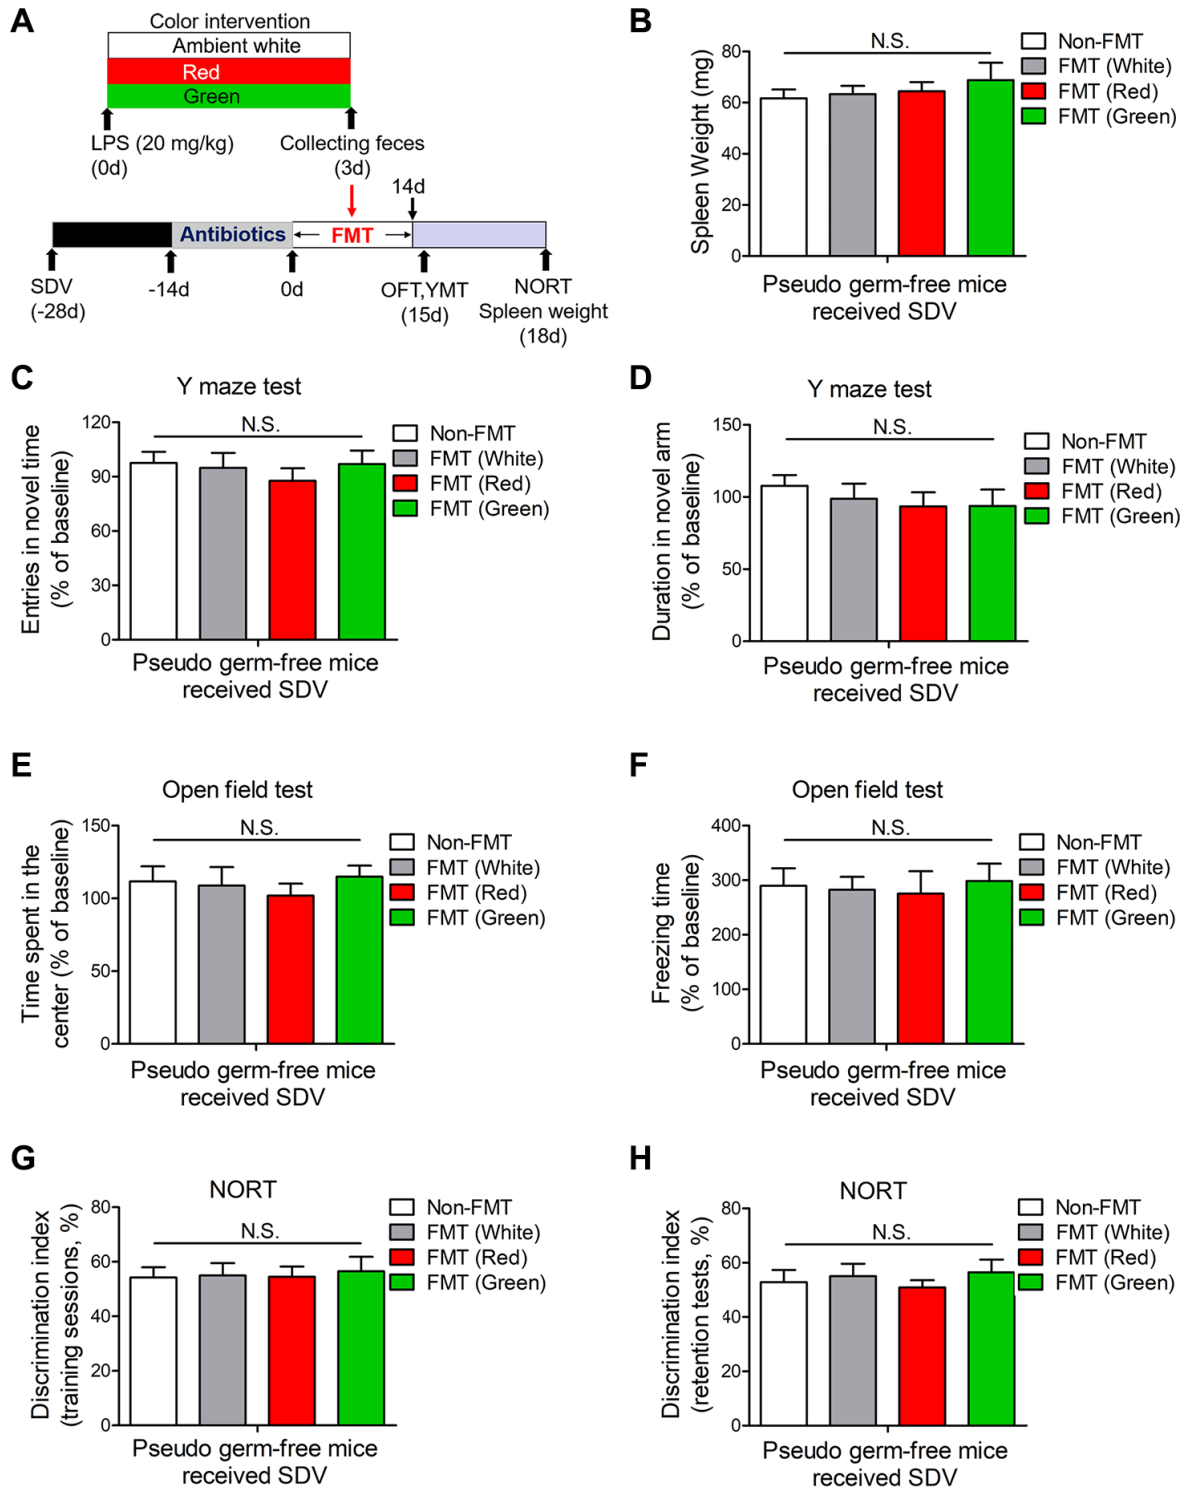 A
Color intervention
Ambient white
Red
Green
LPS (20 mg/kg)
(0d)
Collecting feces
(3d)
14d
Antibiotics
FMT
SDV
(-28d)
-14d
0d
OFT,YMT
(15d)
NORT
Spleen weight
(18d)
B
Spleen Weight (mg)
80
60
40
20
0
N.S.
Non-FMT
FMT (White)
FMT (Red)
FMT (Green)
Pseudo germ-free mice
received SDV
C
Y maze test
Entries in novel time
(% of baseline)
120
90
60
30
0
N.S.
Non-FMT
FMT (White)
FMT (Red)
FMT (Green)
Pseudo germ-free mice
received SDV
D
Y maze test
Duration in novel arm
(% of baseline)
150
100
50
0
N.S.
Non-FMT
FMT (White)
FMT (Red)
FMT (Green)
Pseudo germ-free mice
received SDV
E
Open field test
Time spent in the
center (% of baseline)
150
100
50
0
N.S.
Non-FMT
FMT (White)
FMT (Red)
FMT (Green)
Pseudo germ-free mice
received SDV
F
Open field test
Freezing time
(% of baseline)
400
300
200
100
0
N.S.
Non-FMT
FMT (White)
FMT (Red)
FMT (Green)
Pseudo germ-free mice
received SDV
G
NORT
Discrimination index
(training sessions, %)
80
60
40
20
0
N.S.
Non-FMT
FMT (White)
FMT (Red)
FMT (Green)
Pseudo germ-free mice
received SDV
H
NORT
Discrimination index
(retention tests, %)
80
60
40
20
0
N.S.
Non-FMT
FMT (White)
FMT (Red)
FMT (Green)
Pseudo germ-free mice
received SDV